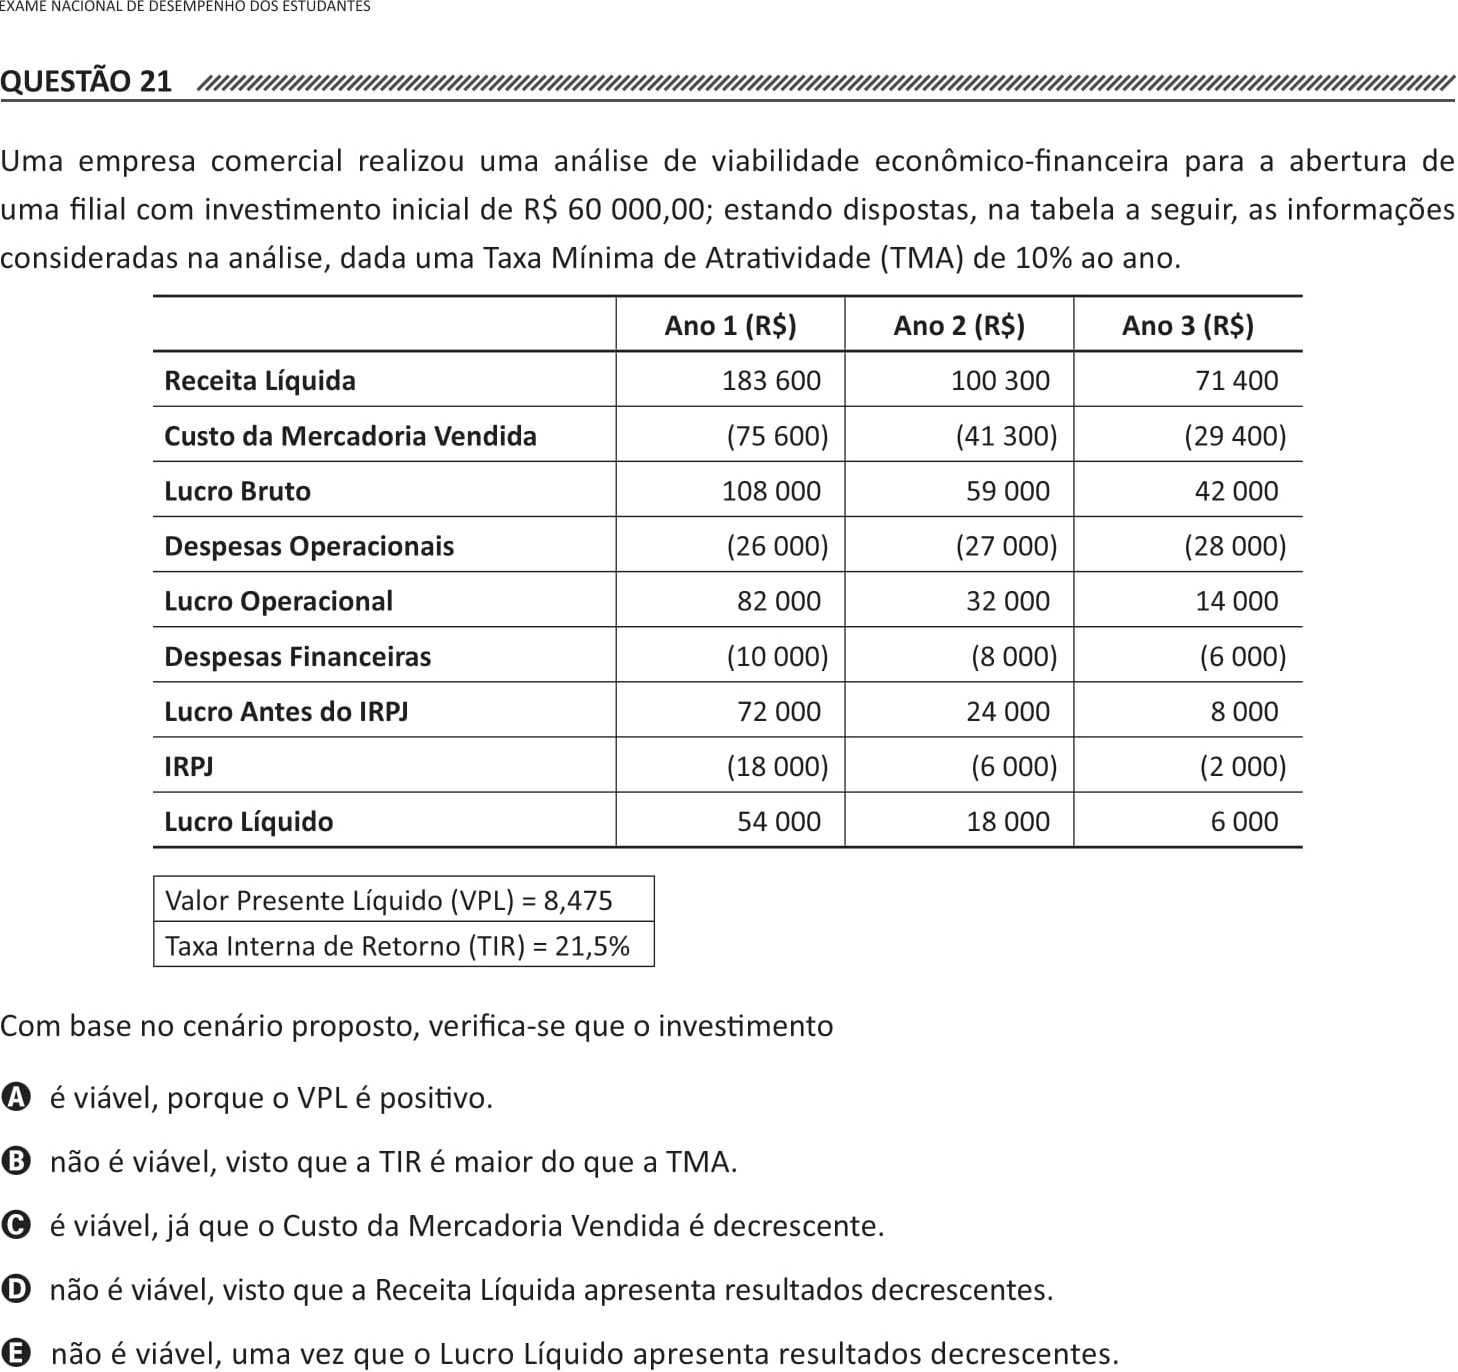 EXAME NACIONAL DE DESEMPENHO DOS ESTUDANTES
QUESTÃO 21
Uma empresa comercial realizou uma análise de viabilidade econômico-financeira para a abertura de
uma filial com investimento inicial de R$ 60 000,00; estando dispostas, na tabela a seguir, as informações
consideradas na análise, dada uma Taxa Mínima de Atratividade (TMA) de 10% ao ano.
Ano 1 (R$) Ano 2 (R$) Ano 3 (R$)
Receita Líquida 183 600 100 300 71 400
Custo da Mercadoria Vendida (75 600) (41 300) (29 400)
Lucro Bruto 108 000 59 000 42 000
Despesas Operacionais (26 000) (27 000) (28 000)
Lucro Operacional 82 000 32 000 14 000
Despesas Financeiras (10 000) (8 000) (6 000)
Lucro Antes do IRPJ 72 000 24 000 8 000
IRPJ (18 000) (6 000) (2 000)
Lucro Líquido 54 000 18 000 6 000
Valor Presente Líquido (VPL) = 8,475
Taxa Interna de Retorno (TIR) = 21,5%
Com base no cenário proposto, verifica-se que o investimento
A é viável, porque o VPL é positivo.
B não é viável, visto que a TIR é maior do que a TMA.
C é viável, já que o Custo da Mercadoria Vendida é decrescente.
D não é viável, visto que a Receita Líquida apresenta resultados decrescentes.
E não é viável, uma vez que o Lucro Líquido apresenta resultados decrescentes.